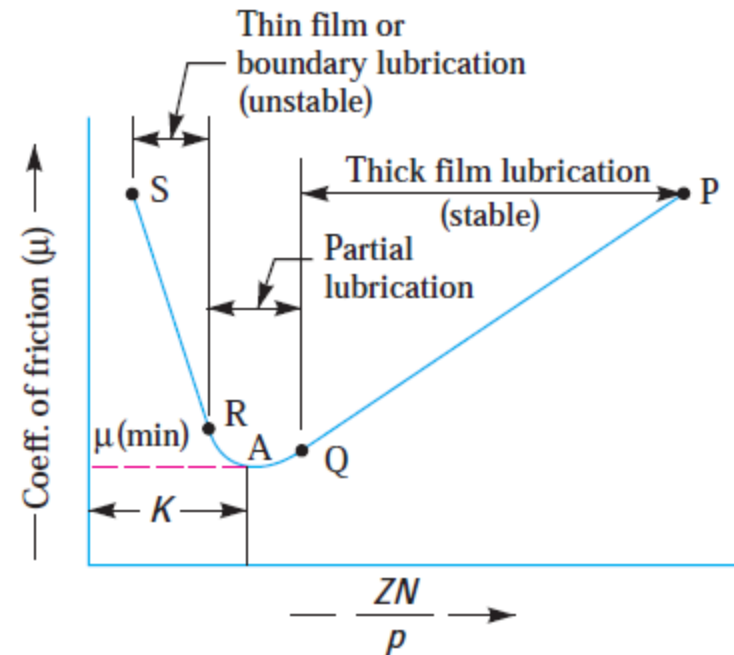 Thin film or
boundary lubrication
(unstable)
Thick film lubrication
(stable)
S
P
Partial
lubrication
R
A
Q
μ(min)
K
Coeff. of friction (μ)
ZN
p